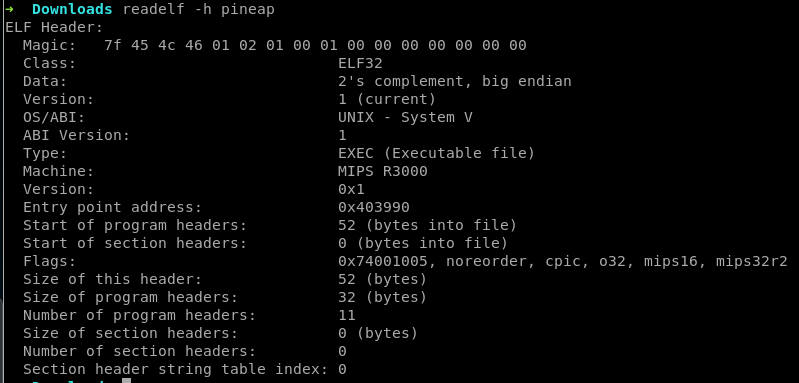 → Downloads readelf -h pineap
ELF Header:
  Magic:   7f 45 4c 46 01 02 01 00 01 00 00 00 00 00 00 00
  Class:                             ELF32
  Data:                              2's complement, big endian
  Version:                           1 (current)
  OS/ABI:                            UNIX - System V
  ABI Version:                       1
  Type:                              EXEC (Executable file)
  Machine:                           MIPS R3000
  Version:                           0x1
  Entry point address:               0x403990
  Start of program headers:          52 (bytes into file)
  Start of section headers:          0 (bytes into file)
  Flags:                             0x74001005, noreorder, cpic, o32, mips16, mips32r2
  Size of this header:               52 (bytes)
  Size of program headers:           32 (bytes)
  Number of program headers:         11
  Size of section headers:           0 (bytes)
  Number of section headers:         0
  Section header string table index: 0